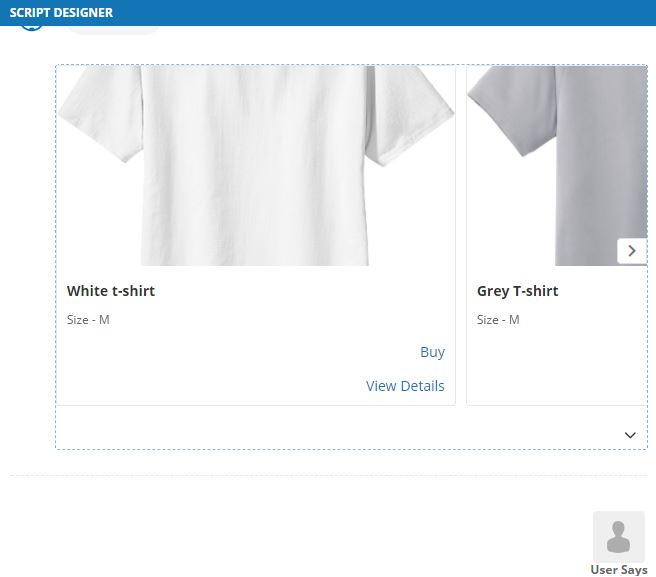 SCRIPT DESIGNER
White t-shirt
Size - M
Buy
View Details
Grey T-shirt
Size - M
User Says